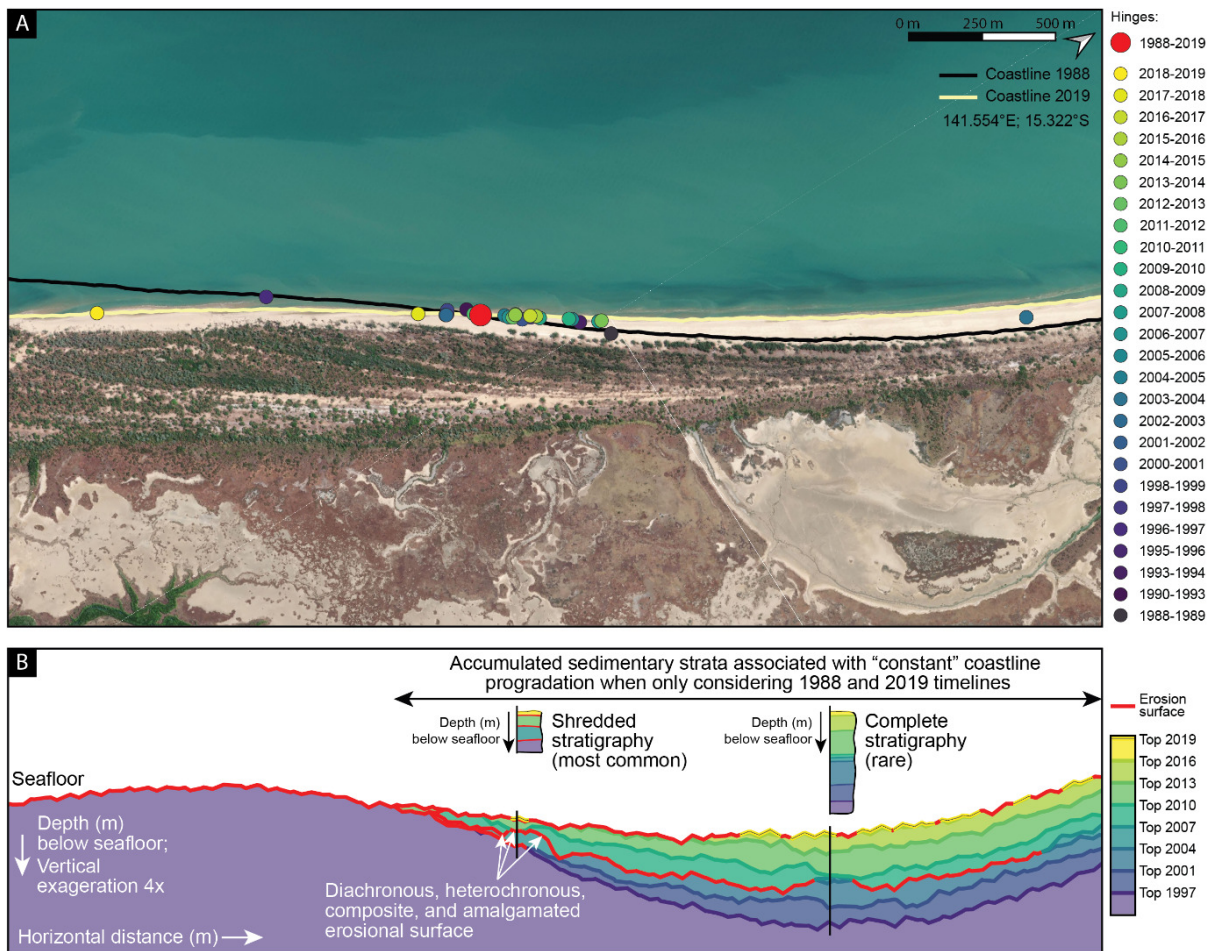 A
0 m 250 m 500 m
Coastline 1988
Coastline 2019
141.554°E; 15.322°S
Hinges:
1988-2019
2018-2019
2017-2018
2016-2017
2015-2016
2014-2015
2013-2014
2012-2013
2011-2012
2010-2011
2009-2010
2008-2009
2007-2008
2006-2007
2005-2006
2004-2005
2003-2004
2002-2003
2001-2002
2000-2001
1998-1999
1997-1998
1996-1997
1995-1996
1993-1994
1990-1993
1988-1989
B
Accumulated sedimentary strata associated with “constant” coastline
progradation when only considering 1988 and 2019 timelines
Depth (m)
below seafloor
Shredded
stratigraphy
(most common)
Depth (m)
below seafloor
Complete
stratigraphy
(rare)
Seafloor
Depth (m)
below seafloor;
Vertical
exageration 4x
Diachronous, heterochronous,
composite, and amalgamated
erosional surface
Horizontal distance (m)
Erosion
surface
Top 2019
Top 2016
Top 2013
Top 2010
Top 2007
Top 2004
Top 2001
Top 1997